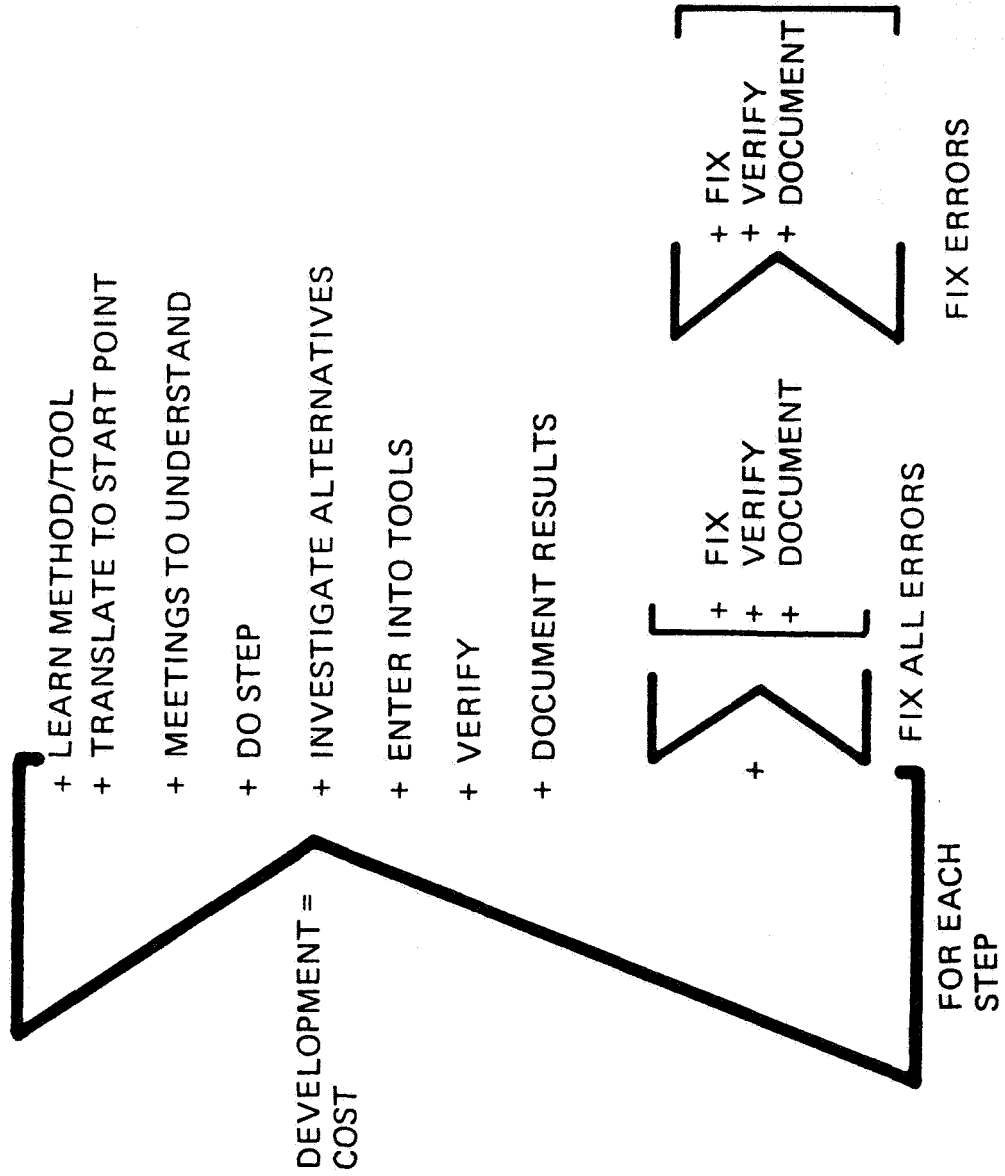 DEVELOPMENT =
COST
+ LEARN METHOD/TOOL
+ TRANSLATE TO START POINT
+ MEETINGS TO UNDERSTAND
+ DO STEP
+ INVESTIGATE ALTERNATIVES
+ ENTER INTO TOOLS
+ VERIFY
+ DOCUMENT RESULTS
+
+ FIX
+ VERIFY
+ DOCUMENT
+ FIX
+ VERIFY
+ DOCUMENT
FOR EACH
STEP
FIX ALL ERRORS
FIX ERRORS